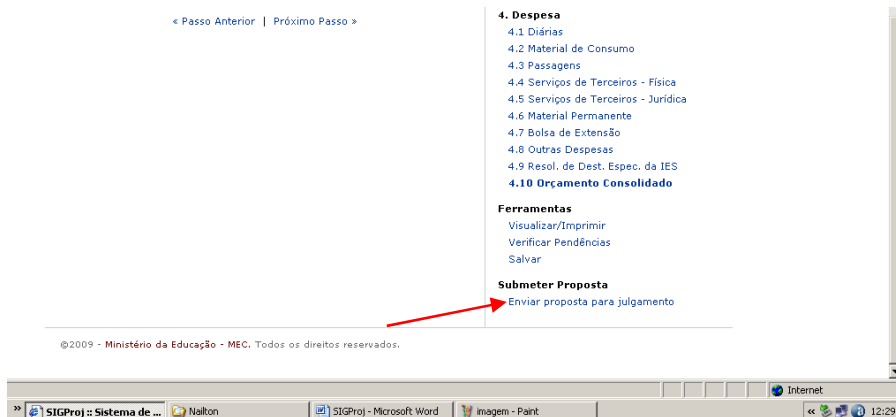 « Passo Anterior | Próximo Passo »
4. Despesa
4.1 Diárias
4.2 Material de Consumo
4.3 Passagens
4.4 Serviços de Terceiros - Física
4.5 Serviços de Terceiros - Jurídica
4.6 Material Permanente
4.7 Bolsa de Extensão
4.8 Outras Despesas
4.9 Resol. de Dest. Espec. da IES
4.10 Orçamento Consolidado
Ferramentas
Visualizar/Imprimir
Verificar Pendências
Salvar
Submeter Proposta
Enviar proposta para julgamento
©2009 - Ministério da Educação - MEC. Todos os direitos reservados.
Internet
» SIGProj :: Sistema de ... Nailton SIGProj - Microsoft Word imagem - Paint « 12:29